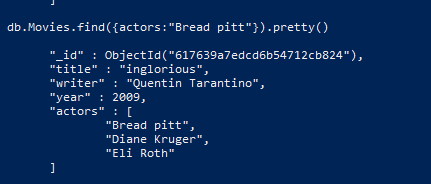 ]
db.Movies.find({actors:"Bread pitt"}).pretty()
"_id" : ObjectId("617639a7edcd6b54712cb824"),
"title" : "inglorious",
"writer" : "Quentin Tarantino",
"year" : 2009,
"actors" : [
"Bread pitt",
"Diane Kruger",
"Eli Roth"
]